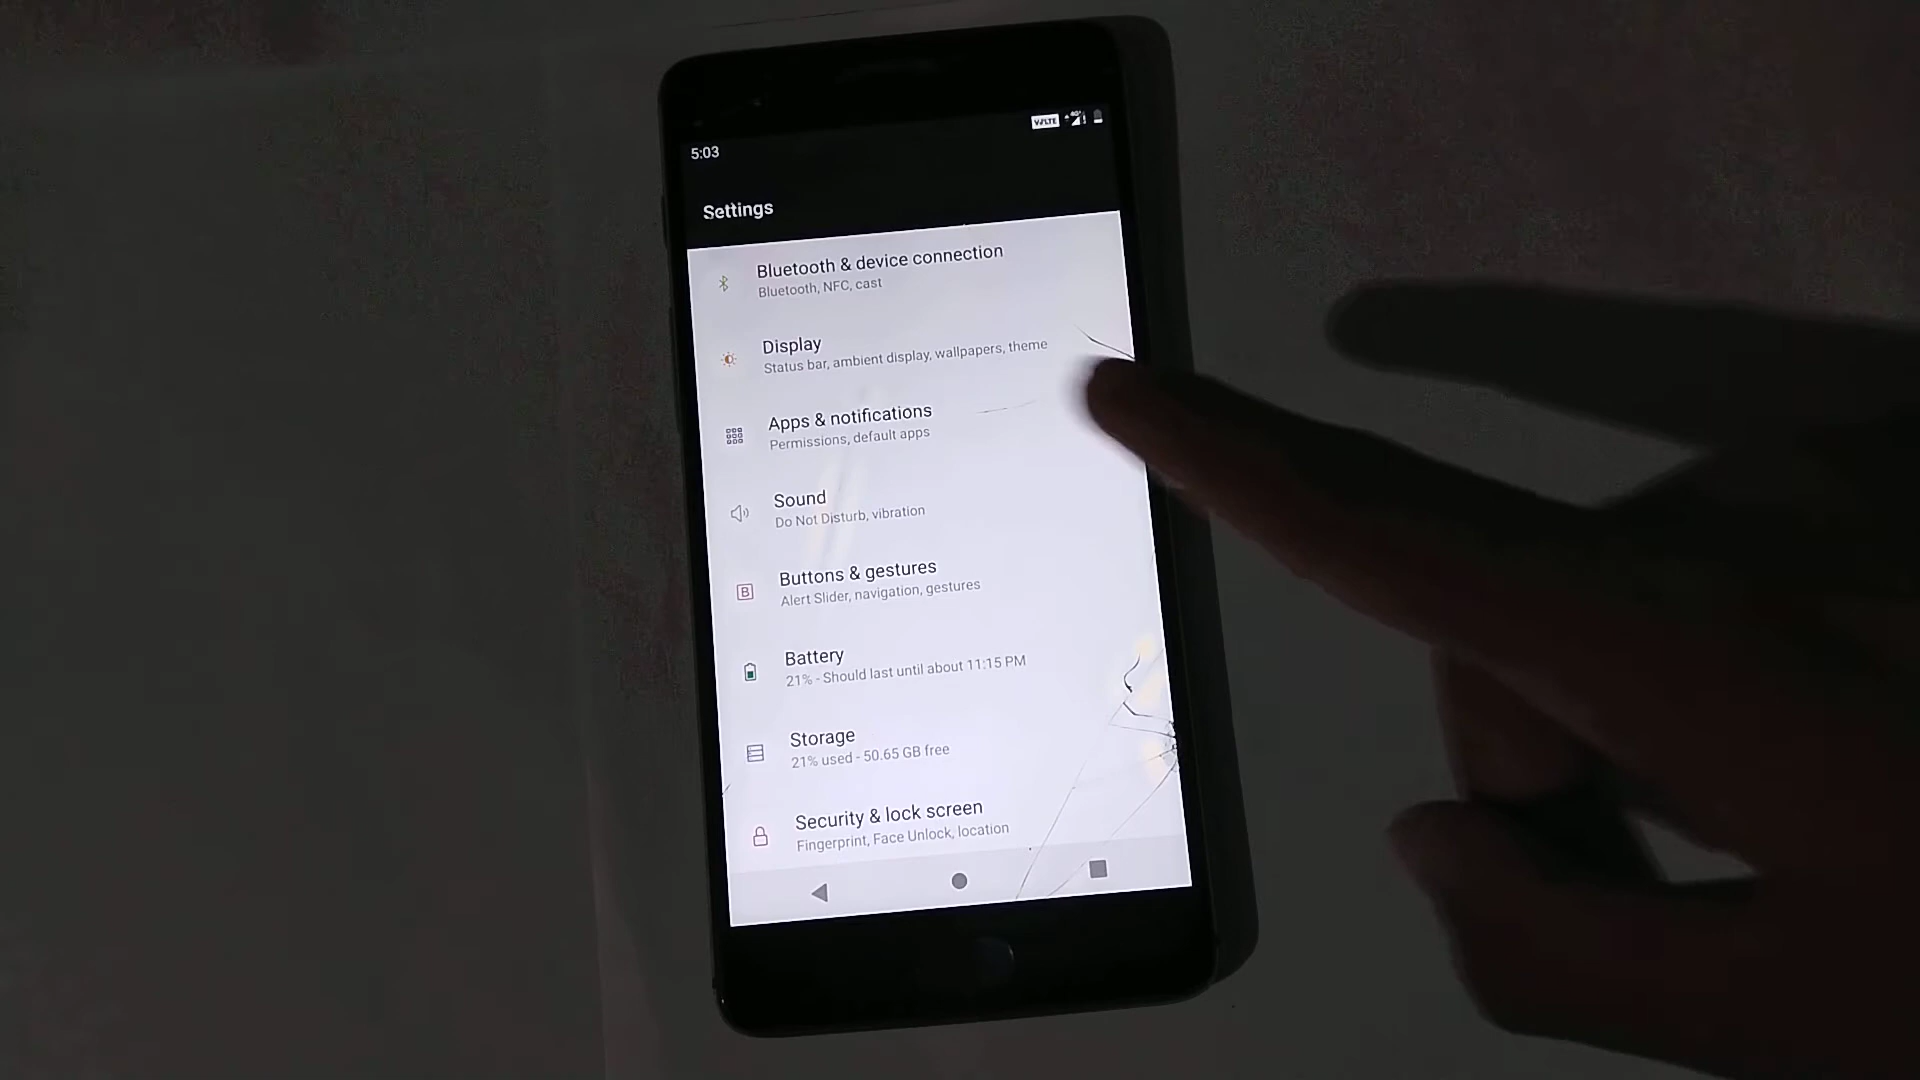 VoLTE 4G
5:03
Settings
Bluetooth & device connection
Bluetooth, NFC, cast
Display
Status bar, ambient display, wallpapers, theme
Apps & notifications
Permissions, default apps
Sound
Do Not Disturb, vibration
B
Buttons & gestures
Alert Slider, navigation, gestures
Battery
21% - Should last until about 11:15 PM
Storage
21% used - 50.65 GB free
Security & lock screen
Fingerprint, Face Unlock, location